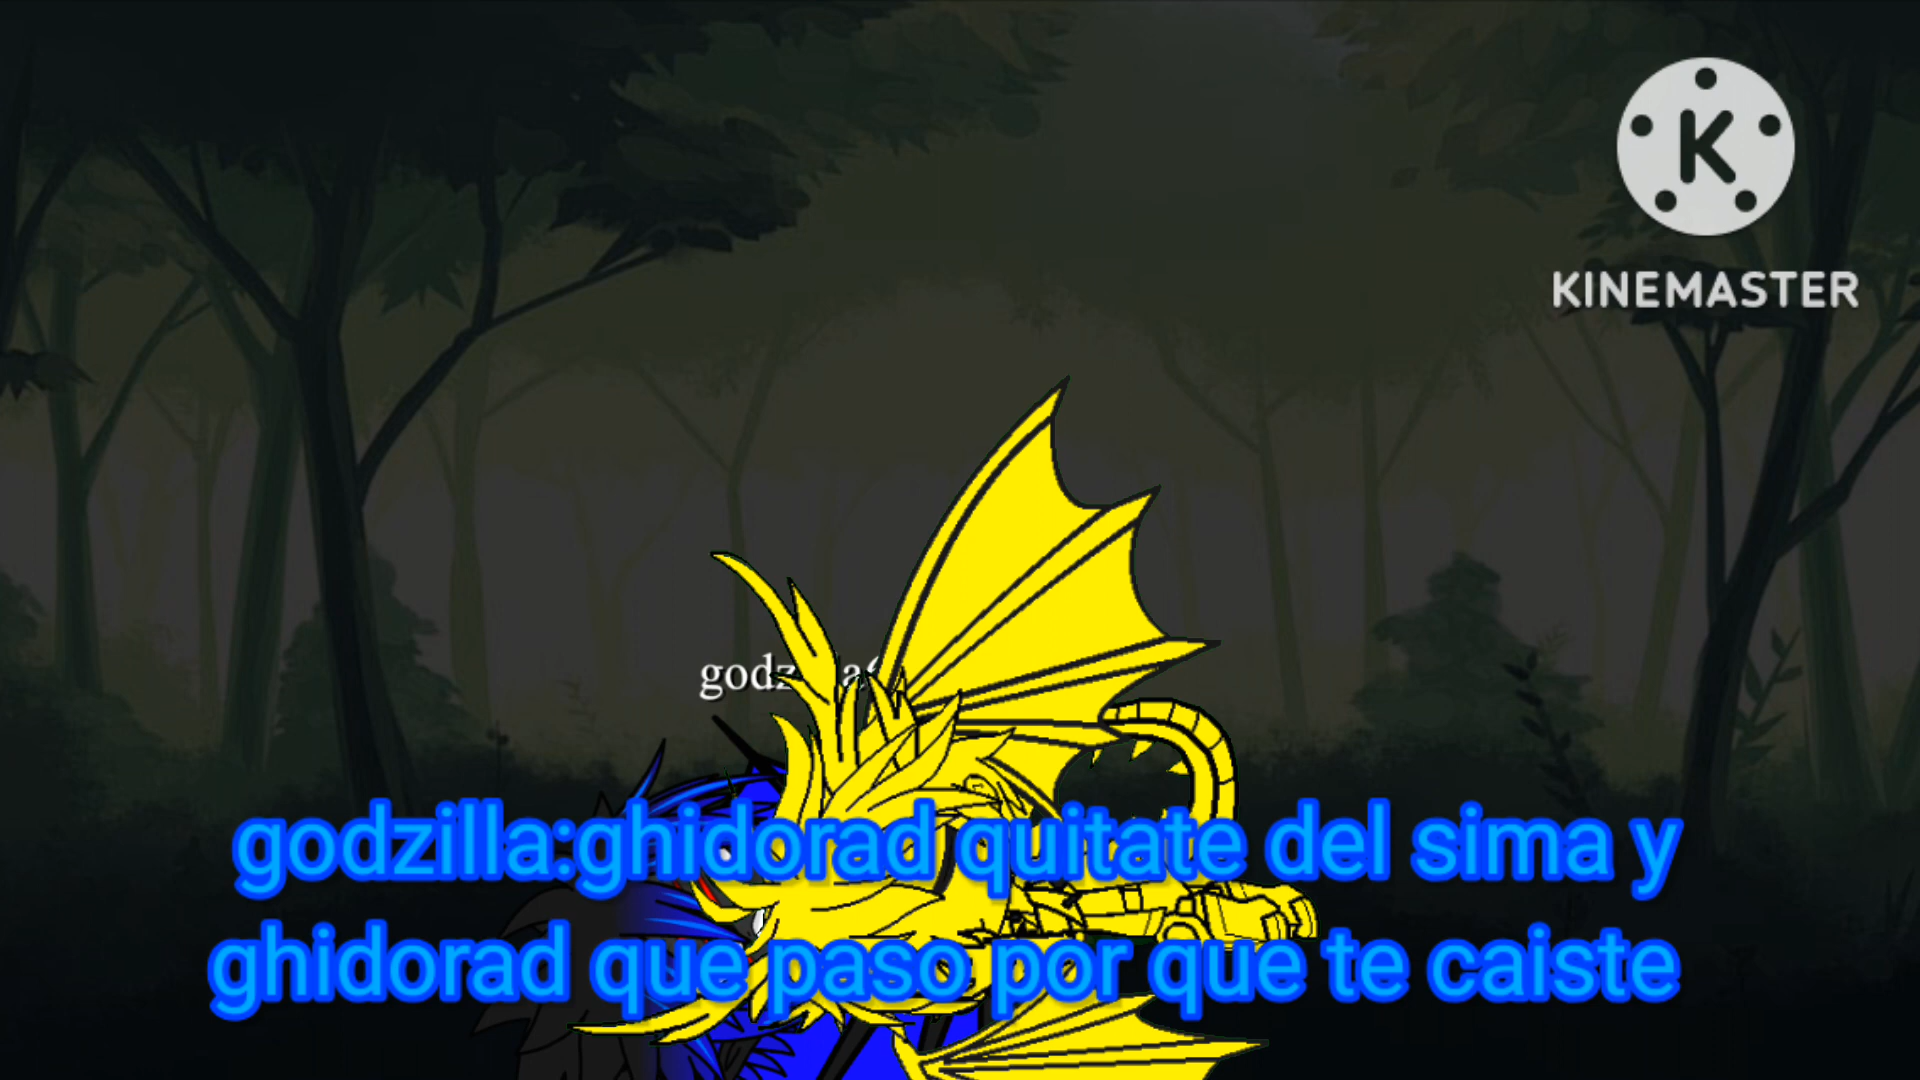 K
KINEMASTER
godzilla:ghidorad quitate del sima y
ghidorad que paso por que te caiste